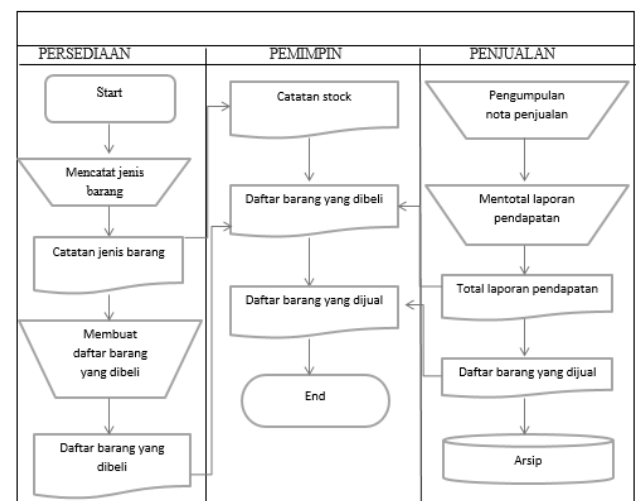 PERSEDIAAN
PEMIMPIN
PENJUALAN
Start
Mencatat jenis
barang
Catatan jenis barang
Membuat
daftar barang
yang dibeli
Daftar barang yang
dibeli
Catatan stock
Daftar barang yang dibeli
Daftar barang yang dijual
End
Pengumpulan
nota penjualan
Mentotal laporan
pendapatan
Total laporan pendapatan
Daftar barang yang dijual
Arsip